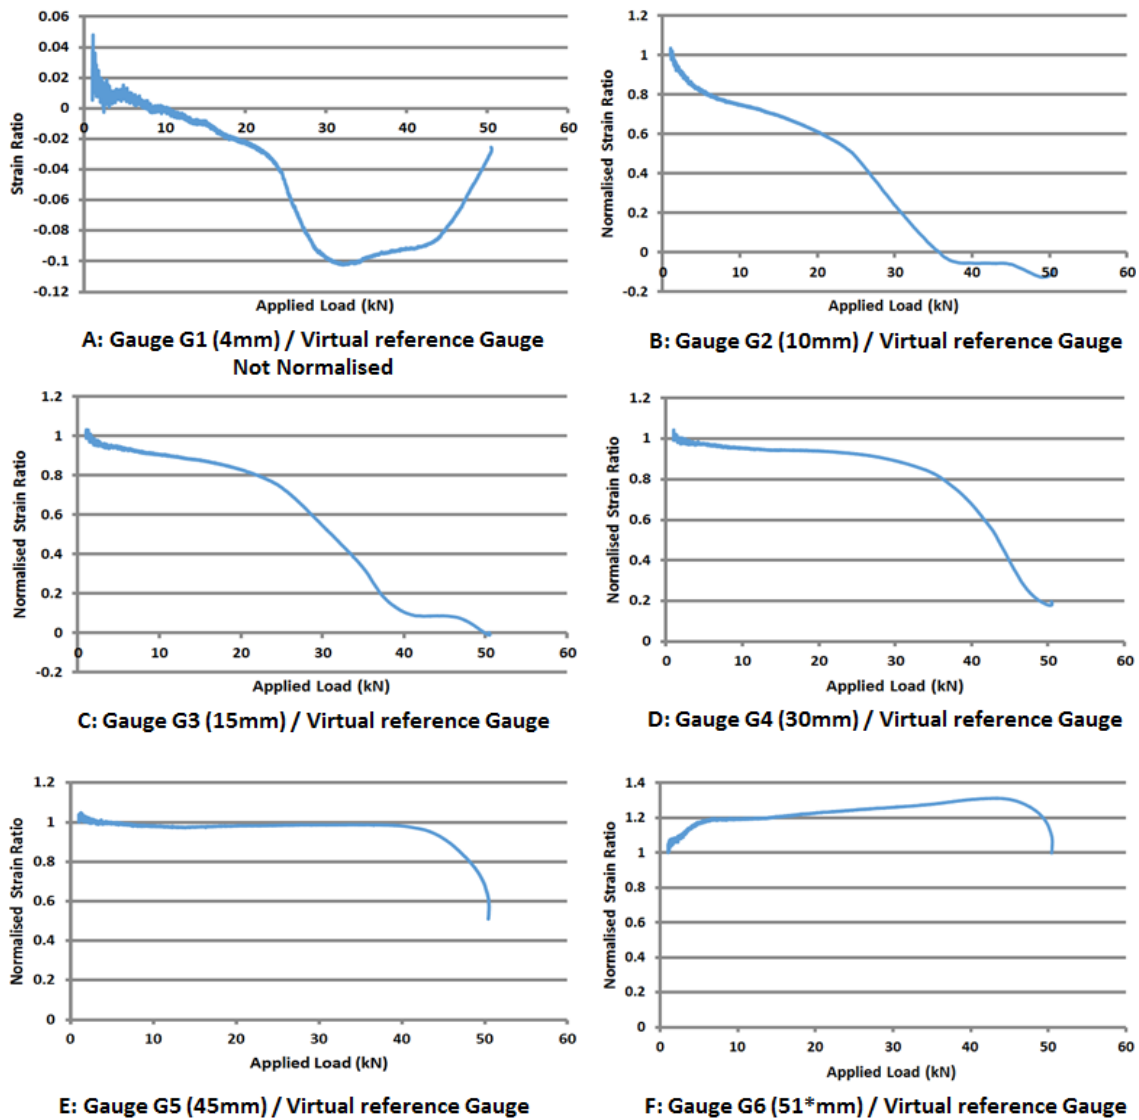 0.06
0.04
0.02
0
-0.02
-0.04
-0.06
-0.08
-0.1
-0.12
0 10 20 30 40 50 60
Strain Ratio
Applied Load (kN)
A: Gauge G1 (4mm) / Virtual reference Gauge
Not Normalised
1.2
1
0.8
0.6
0.4
0.2
0
-0.2
0 10 20 30 40 50 60
Normalised Strain Ratio
Applied Load (kN)
B: Gauge G2 (10mm) / Virtual reference Gauge
1.2
1
0.8
0.6
0.4
0.2
0
-0.2
0 10 20 30 40 50 60
Normalised Strain Ratio
Applied Load (kN)
C: Gauge G3 (15mm) / Virtual reference Gauge
1.2
1
0.8
0.6
0.4
0.2
0
0 10 20 30 40 50 60
Normalised Strain Ratio
Applied Load (kN)
D: Gauge G4 (30mm) / Virtual reference Gauge
1.2
1
0.8
0.6
0.4
0.2
0
0 10 20 30 40 50 60
Normalised Strain Ratio
Applied Load (kN)
E: Gauge G5 (45mm) / Virtual reference Gauge
1.4
1.2
1
0.8
0.6
0.4
0.2
0
0 10 20 30 40 50 60
Normalised Strain Ratio
Applied Load (kN)
F: Gauge G6 (51*mm) / Virtual reference Gauge